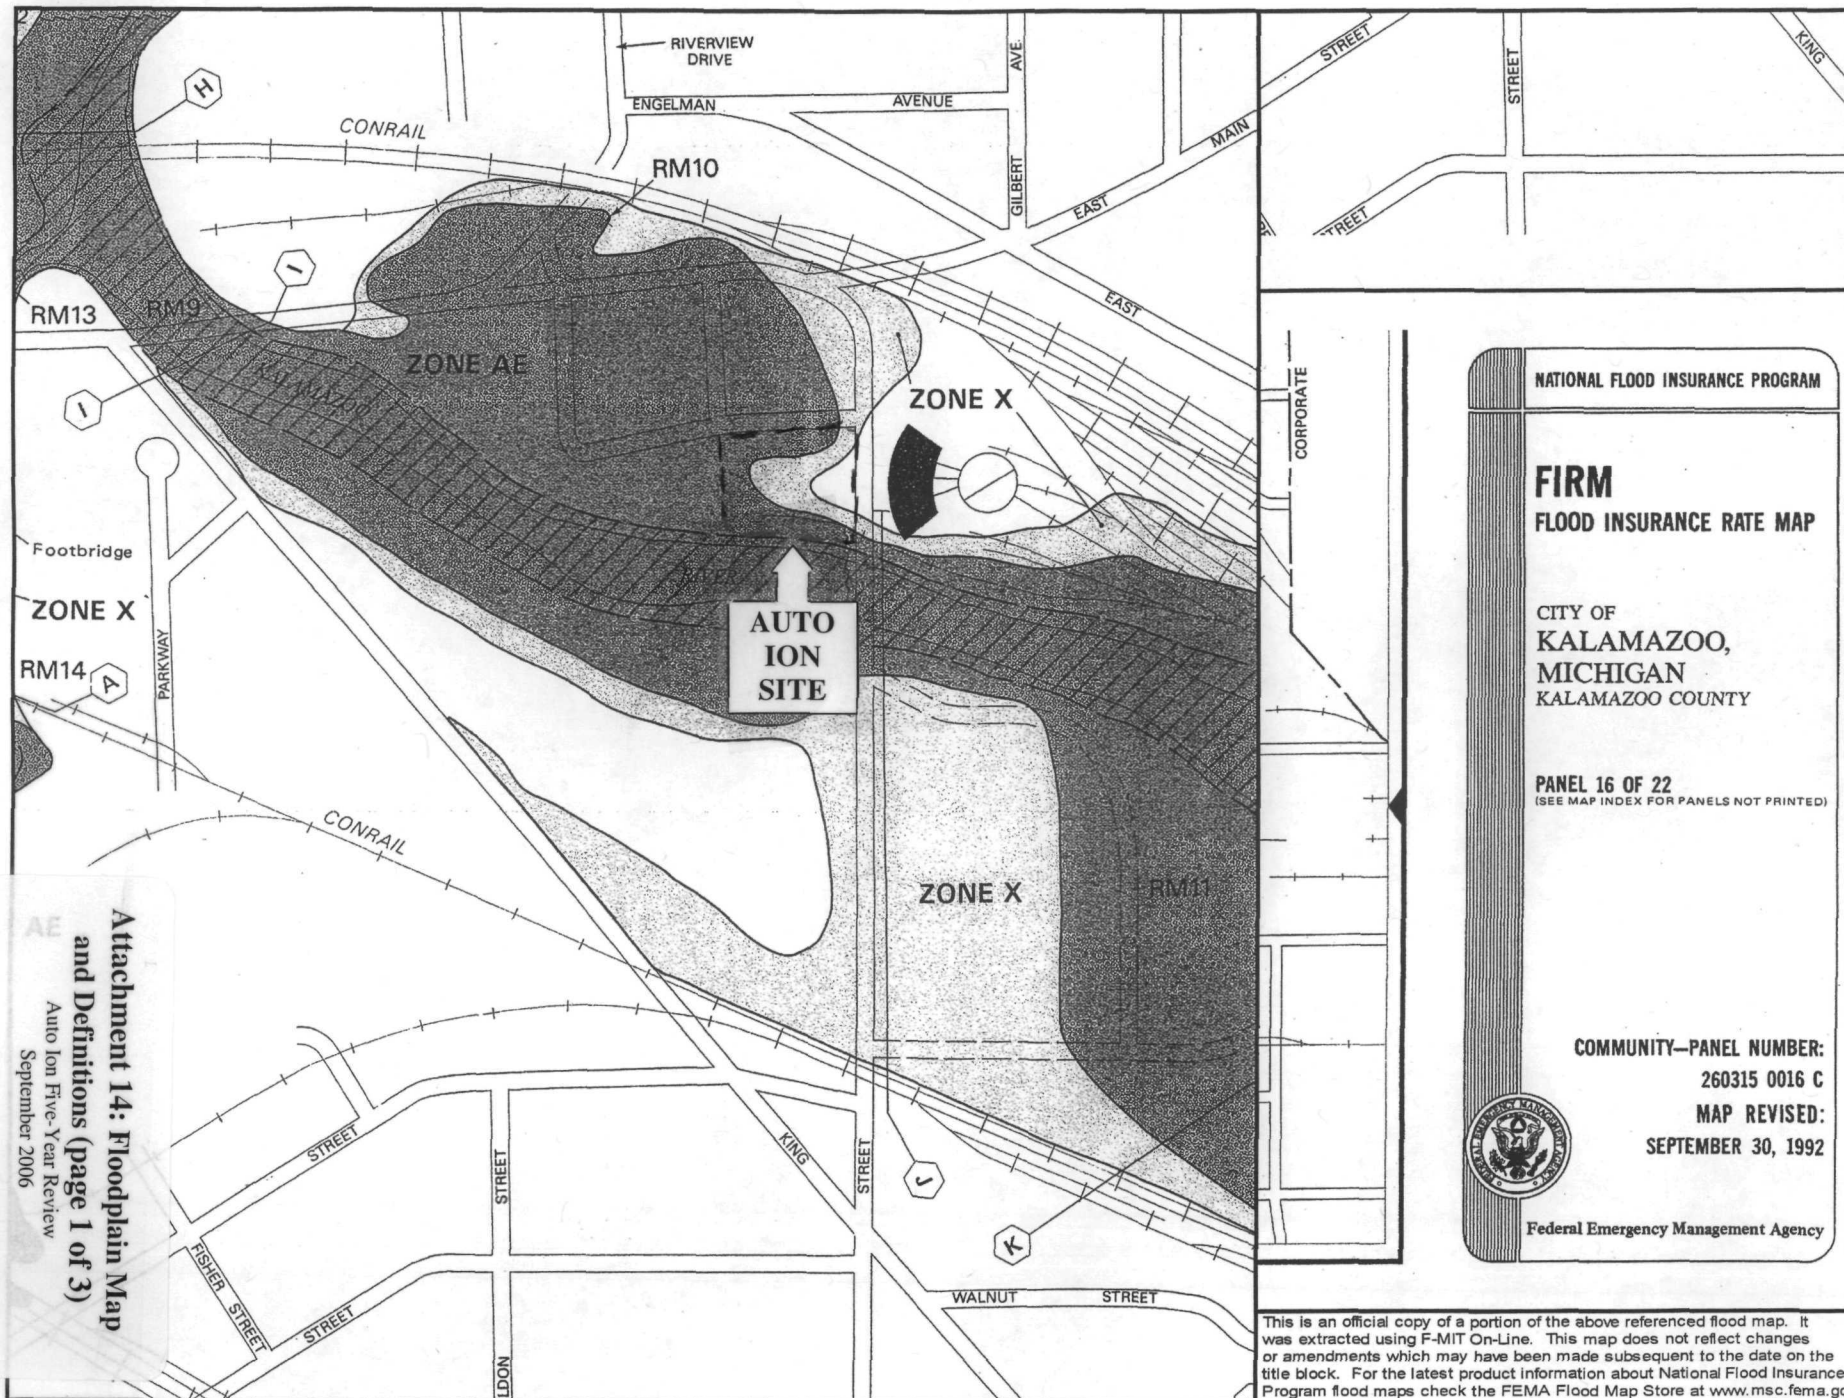 2
RIVERVIEW
DRIVE
ENGELMAN
AVENUE
AVE.
GILBERT
STREET
MAIN
EAST
STREET
KING
STREET
EAST
H
CONRAIL
RM10
I
RM13
RM9
ZONE AE
KALAMAZOO
ZONE X
I
Footbridge
ZONE X
RM14
A
PARKWAY
RIVER
AUTO
ION
SITE
CONRAIL
ZONE X
RM11
AE
Attachment 14: Floodplain Map
and Definitions (page 1 of 3)
Auto Ion Five-Year Review
September 2006
STREET
STREET
KING
STREET
J
K
FISHER STREET
STREET
LDON
WALNUT STREET
CORPORATE
NATIONAL FLOOD INSURANCE PROGRAM
FIRM
FLOOD INSURANCE RATE MAP
CITY OF
KALAMAZOO,
MICHIGAN
KALAMAZOO COUNTY
PANEL 16 OF 22
(SEE MAP INDEX FOR PANELS NOT PRINTED)
COMMUNITY—PANEL NUMBER:
260315 0016 C
MAP REVISED:
SEPTEMBER 30, 1992
FEDERAL EMERGENCY MANAGEMENT AGENCY
Federal Emergency Management Agency
This is an official copy of a portion of the above referenced flood map. It
was extracted using F-MIT On-Line. This map does not reflect changes
or amendments which may have been made subsequent to the date on the
title block. For the latest product information about National Flood Insurance
Program flood maps check the FEMA Flood Map Store at www.msc.fema.go